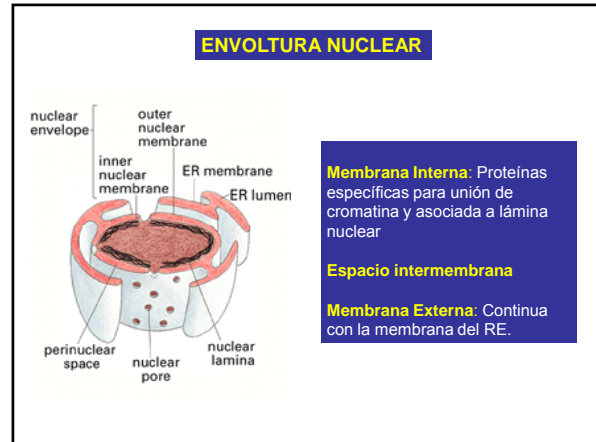 ENVOLTURA NUCLEAR
nuclear
envelope
outer
nuclear
membrane
inner
nuclear
membrane
ER membrane
ER lumen
perinuclear
space
nuclear
pore
nuclear
lamina
Membrana Interna: Proteínas
específicas para unión de
cromatina y asociada a lámina
nuclear
Espacio intermembrana
Membrana Externa: Continua
con la membrana del RE.